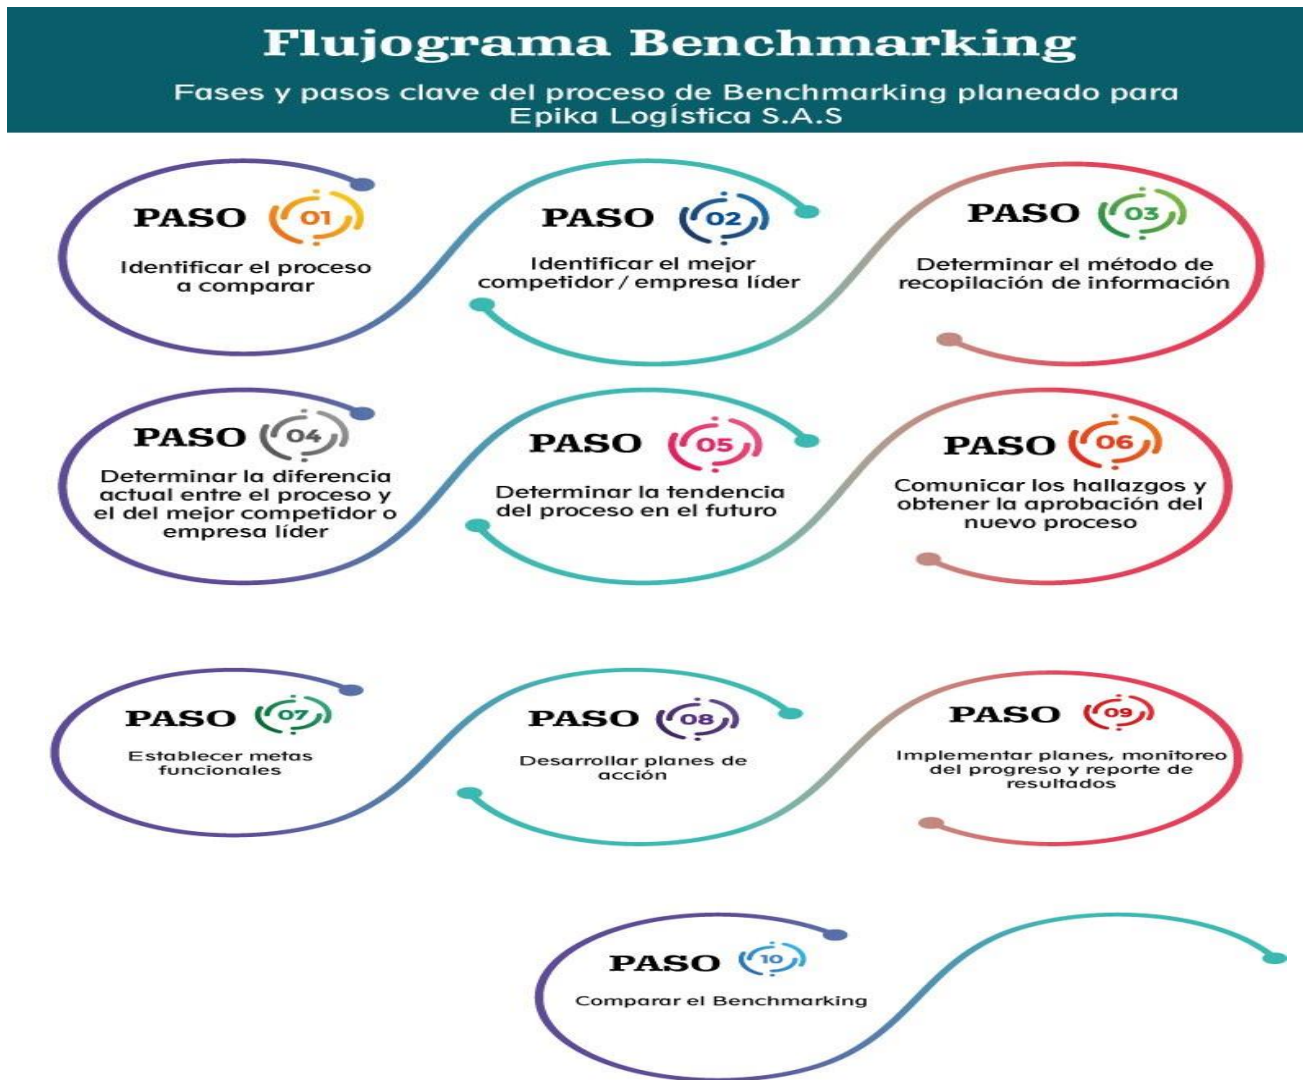 Flujograma Benchmarking
Fases y pasos clave del proceso de Benchmarking planeado para
Epika LogÍstica S.A.S
PASO 01
Identificar el proceso
a comparar
PASO 02
Identificar el mejor
competidor / empresa líder
PASO 03
Determinar el método de
recopilación de información
PASO 04
Determinar la diferencia
actual entre el proceso y
el del mejor competidor o
empresa líder
PASO 05
Determinar la tendencia
del proceso en el futuro
PASO 06
Comunicar los hallazgos y
obtener la aprobación del
nuevo proceso
PASO 07
Establecer metas
funcionales
PASO 08
Desarrollar planes de
acción
PASO 09
Implementar planes, monitoreo
del progreso y reporte de
resultados
PASO 10
Comparar el Benchmarking